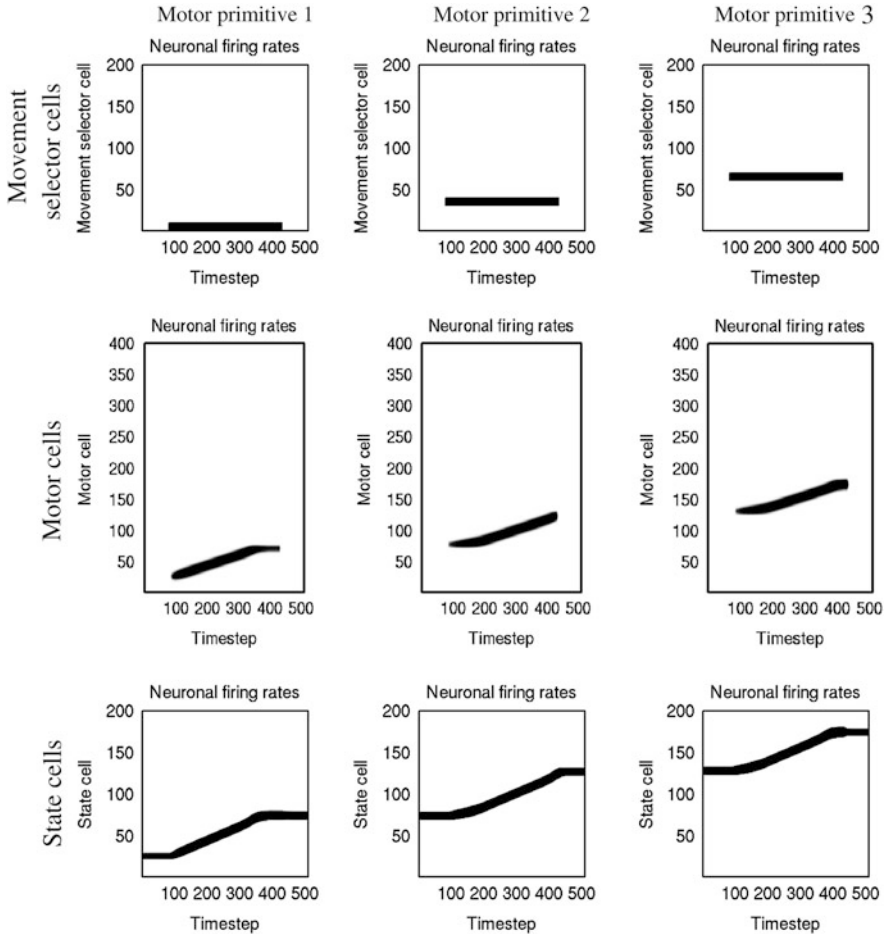 Motor primitive 1
Motor primitive 2
Motor primitive 3
Movement
selector cells
Neuronal firing rates
Movement selector cell
200
150
100
50
100 200 300 400 500
Timestep
Neuronal firing rates
Movement selector cell
200
150
100
50
100 200 300 400 500
Timestep
Neuronal firing rates
Movement selector cell
200
150
100
50
100 200 300 400 500
Timestep
Motor cells
Neuronal firing rates
Motor cell
400
350
300
250
200
150
100
50
100 200 300 400 500
Timestep
Neuronal firing rates
Motor cell
400
350
300
250
200
150
100
50
100 200 300 400 500
Timestep
Neuronal firing rates
Motor cell
400
350
300
250
200
150
100
50
100 200 300 400 500
Timestep
State cells
Neuronal firing rates
State cell
200
150
100
50
100 200 300 400 500
Timestep
Neuronal firing rates
State cell
200
150
100
50
100 200 300 400 500
Timestep
Neuronal firing rates
State cell
200
150
100
50
100 200 300 400 500
Timestep